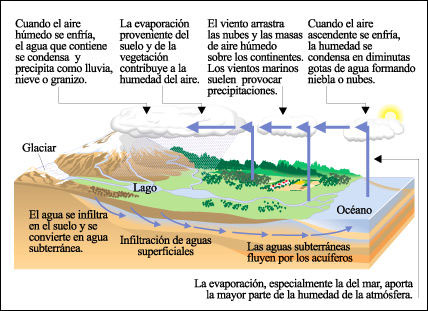 Cuando el aire
húmedo se enfría,
el agua que contiene
se condensa y
precipita como lluvia,
nieve o granizo.
La evaporación
proveniente del
suelo y de la
vegetación
contribuye a la
humedad del aire.
El viento arrastra
las nubes y las masas
de aire húmedo
sobre los continentes.
Los vientos marinos
suelen provocar
precipitaciones.
Cuando el aire
ascendente se enfría,
la humedad se
condensa en diminutas
gotas de agua formando
niebla o nubes.
Glaciar
Lago
Océano
El agua se infiltra
en el suelo y se
convierte en agua
subterránea.
Infiltración de aguas
superficiales
Las aguas subterráneas
fluyen por los acuíferos
La evaporación, especialmente la del mar, aporta
la mayor parte de la humedad de la atmósfera.